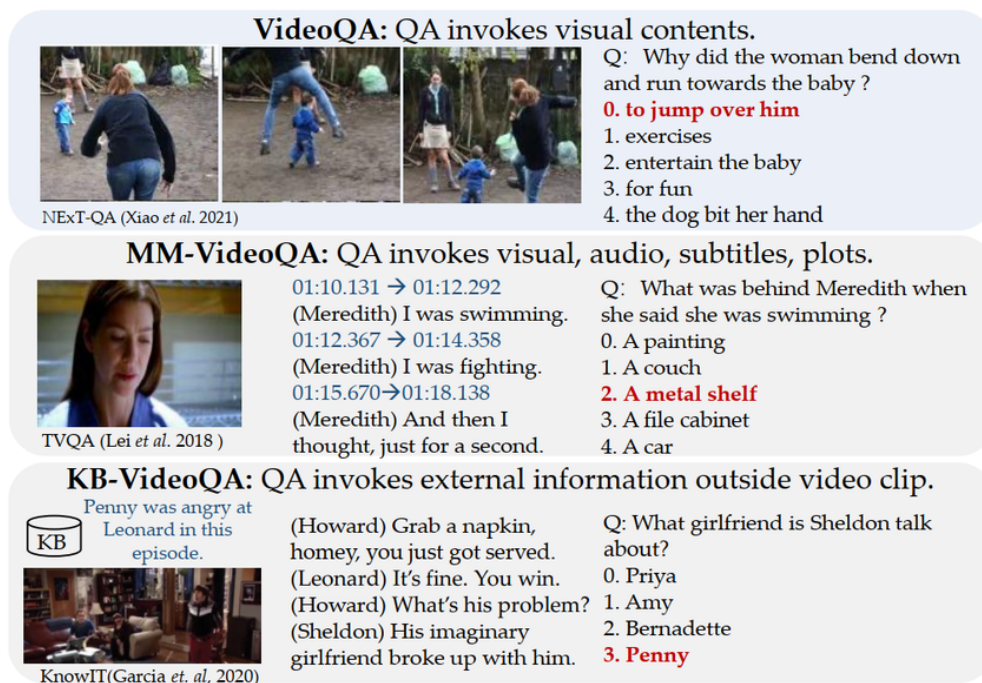 VideoQA: QA invokes visual contents.
Q: Why did the woman bend down
and run towards the baby ?
0. to jump over him
1. exercises
2. entertain the baby
3. for fun
4. the dog bit her hand
NExT-QA (Xiao et al. 2021)
MM-VideoQA: QA invokes visual, audio, subtitles, plots.
01:10.131 → 01:12.292
(Meredith) I was swimming.
01:12.367 → 01:14.358
(Meredith) I was fighting.
01:15.670→01:18.138
(Meredith) And then I
thought, just for a second.
Q: What was behind Meredith when
she said she was swimming ?
0. A painting
1. A couch
2. A metal shelf
3. A file cabinet
4. A car
TVQA (Lei et al. 2018 )
KB-VideoQA: QA invokes external information outside video clip.
KB
Penny was angry at
Leonard in this
episode.
(Howard) Grab a napkin,
homey, you just got served.
(Leonard) It's fine. You win.
(Howard) What's his problem?
(Sheldon) His imaginary
girlfriend broke up with him.
Q: What girlfriend is Sheldon talk
about?
0. Priya
1. Amy
2. Bernadette
3. Penny
KnowIT(Garcia et. al, 2020)